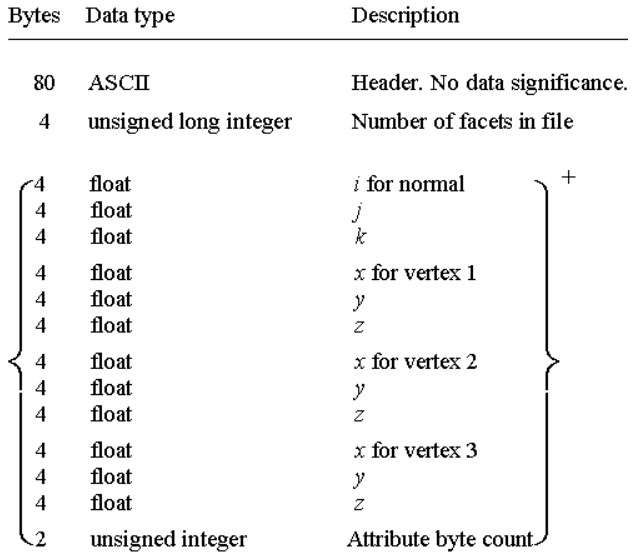 Bytes Data type Description
80 ASCII Header. No data significance.
4 unsigned long integer Number of facets in file
4 float i for normal +
4 float j
4 float k
4 float x for vertex 1
4 float y
4 float z
4 float x for vertex 2
4 float y
4 float z
4 float x for vertex 3
4 float y
4 float z
2 unsigned integer Attribute byte count